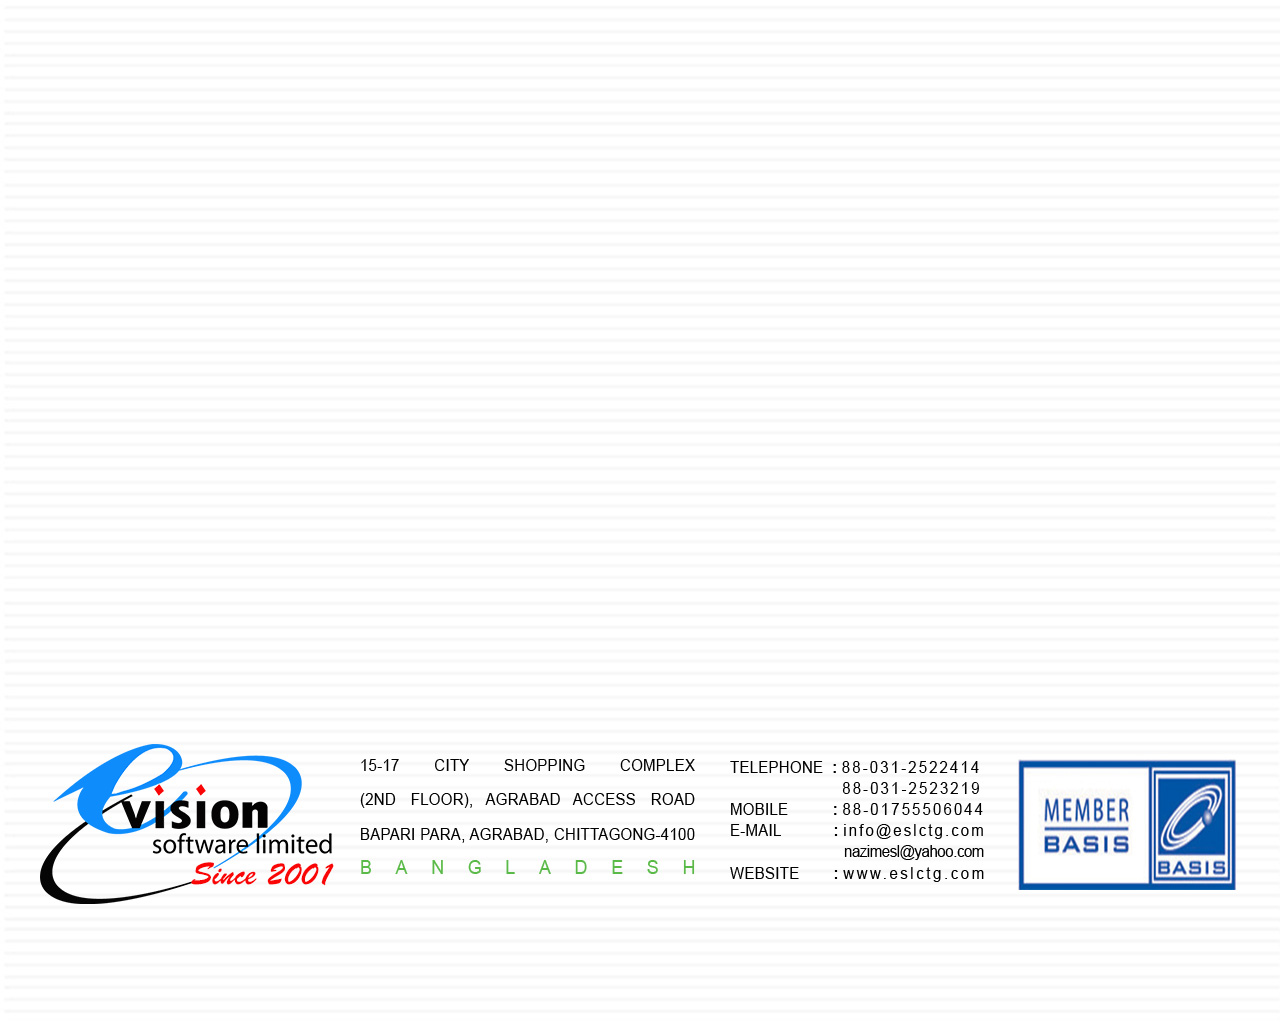 e vision
software limited
Since 2001
15-17 CITY SHOPPING COMPLEX
(2ND FLOOR), AGRABAD ACCESS ROAD
BAPARI PARA, AGRABAD, CHITTAGONG-4100
BANGLADESH
TELEPHONE : 88-031-2522414
88-031-2523219
MOBILE : 88-01755506044
E-MAIL : info@eslctg.com
nazimesl@yahoo.com
WEBSITE : www.eslctg.com
MEMBER
BASIS
BASIS